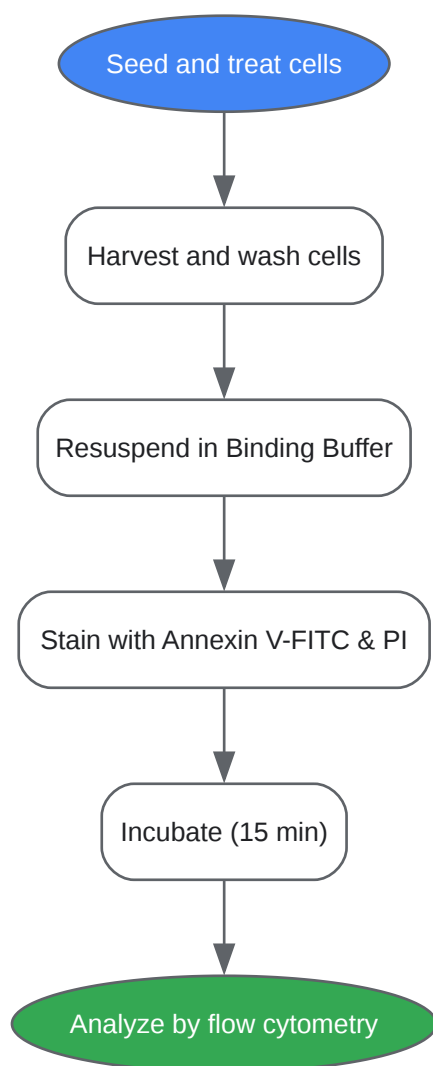 Seed and treat cells
Harvest and wash cells
Resuspend in Binding Buffer
Stain with Annexin V-FITC & PI
Incubate (15 min)
Analyze by flow cytometry